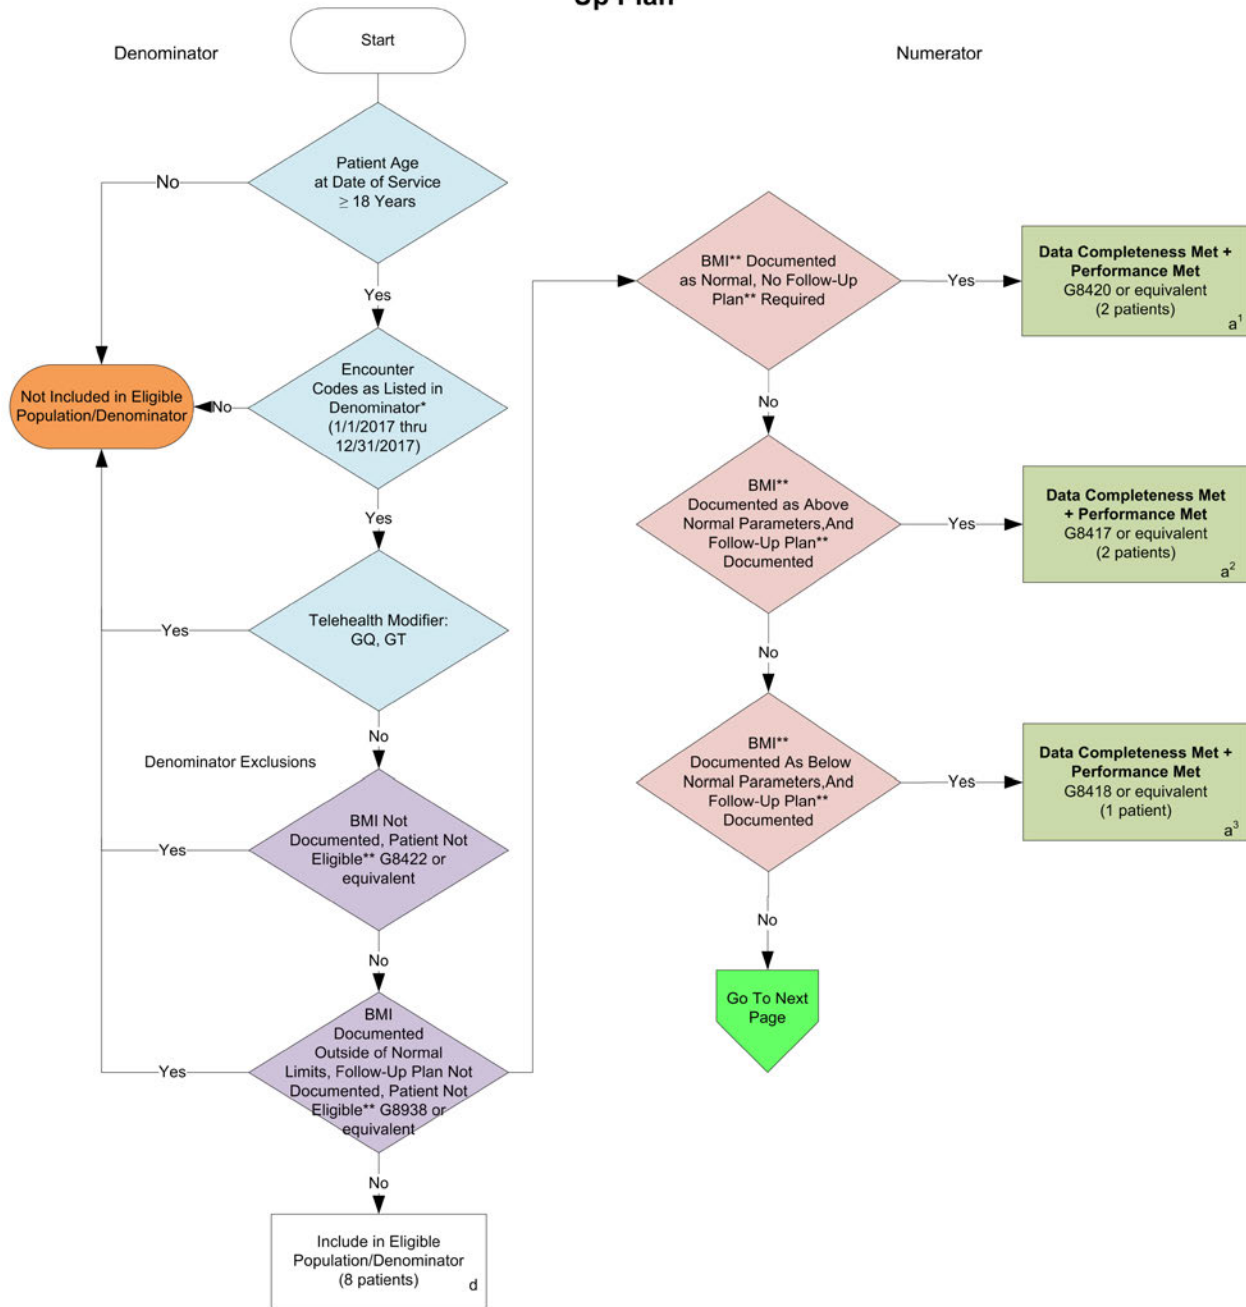 Up Plan
Start
Denominator
Numerator
Patient Age
at Date of Service
≥ 18 Years
No
Yes
Encounter
Codes as Listed in
Denominator*
(1/1/2017 thru
12/31/2017)
No
Not Included in Eligible
Population/Denominator
Yes
Telehealth Modifier:
GQ, GT
Yes
No
Denominator Exclusions
BMI Not
Documented, Patient Not
Eligible** G8422 or
equivalent
Yes
No
BMI
Documented
Outside of Normal
Limits, Follow-Up Plan Not
Documented, Patient Not
Eligible** G8938 or
equivalent
Yes
No
Include in Eligible
Population/Denominator
(8 patients)
d
BMI** Documented
as Normal, No Follow-Up
Plan** Required
Yes
Data Completeness Met +
Performance Met
G8420 or equivalent
(2 patients)
a¹
No
BMI**
Documented as Above
Normal Parameters,And
Follow-Up Plan**
Documented
Yes
Data Completeness Met
+ Performance Met
G8417 or equivalent
(2 patients)
a²
No
BMI**
Documented As Below
Normal Parameters,And
Follow-Up Plan**
Documented
Yes
Data Completeness Met +
Performance Met
G8418 or equivalent
(1 patient)
a³
No
Go To Next
Page